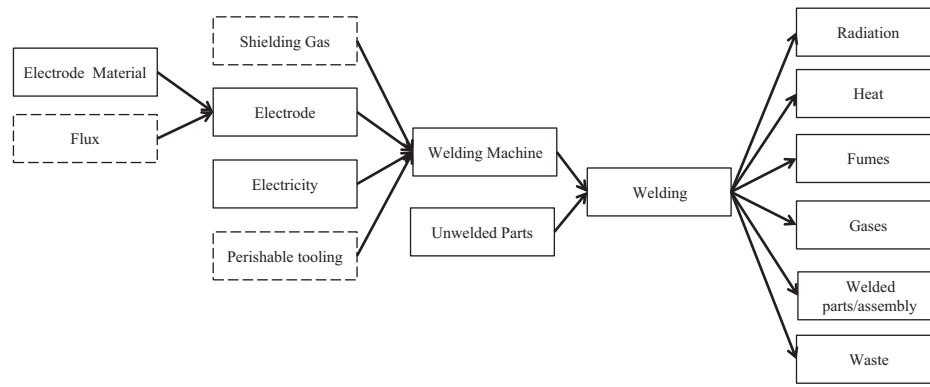 Shielding Gas
Electrode Material
Flux
Electrode
Electricity
Perishable tooling
Welding Machine
Unwelded Parts
Welding
Radiation
Heat
Fumes
Gases
Welded
parts/assembly
Waste